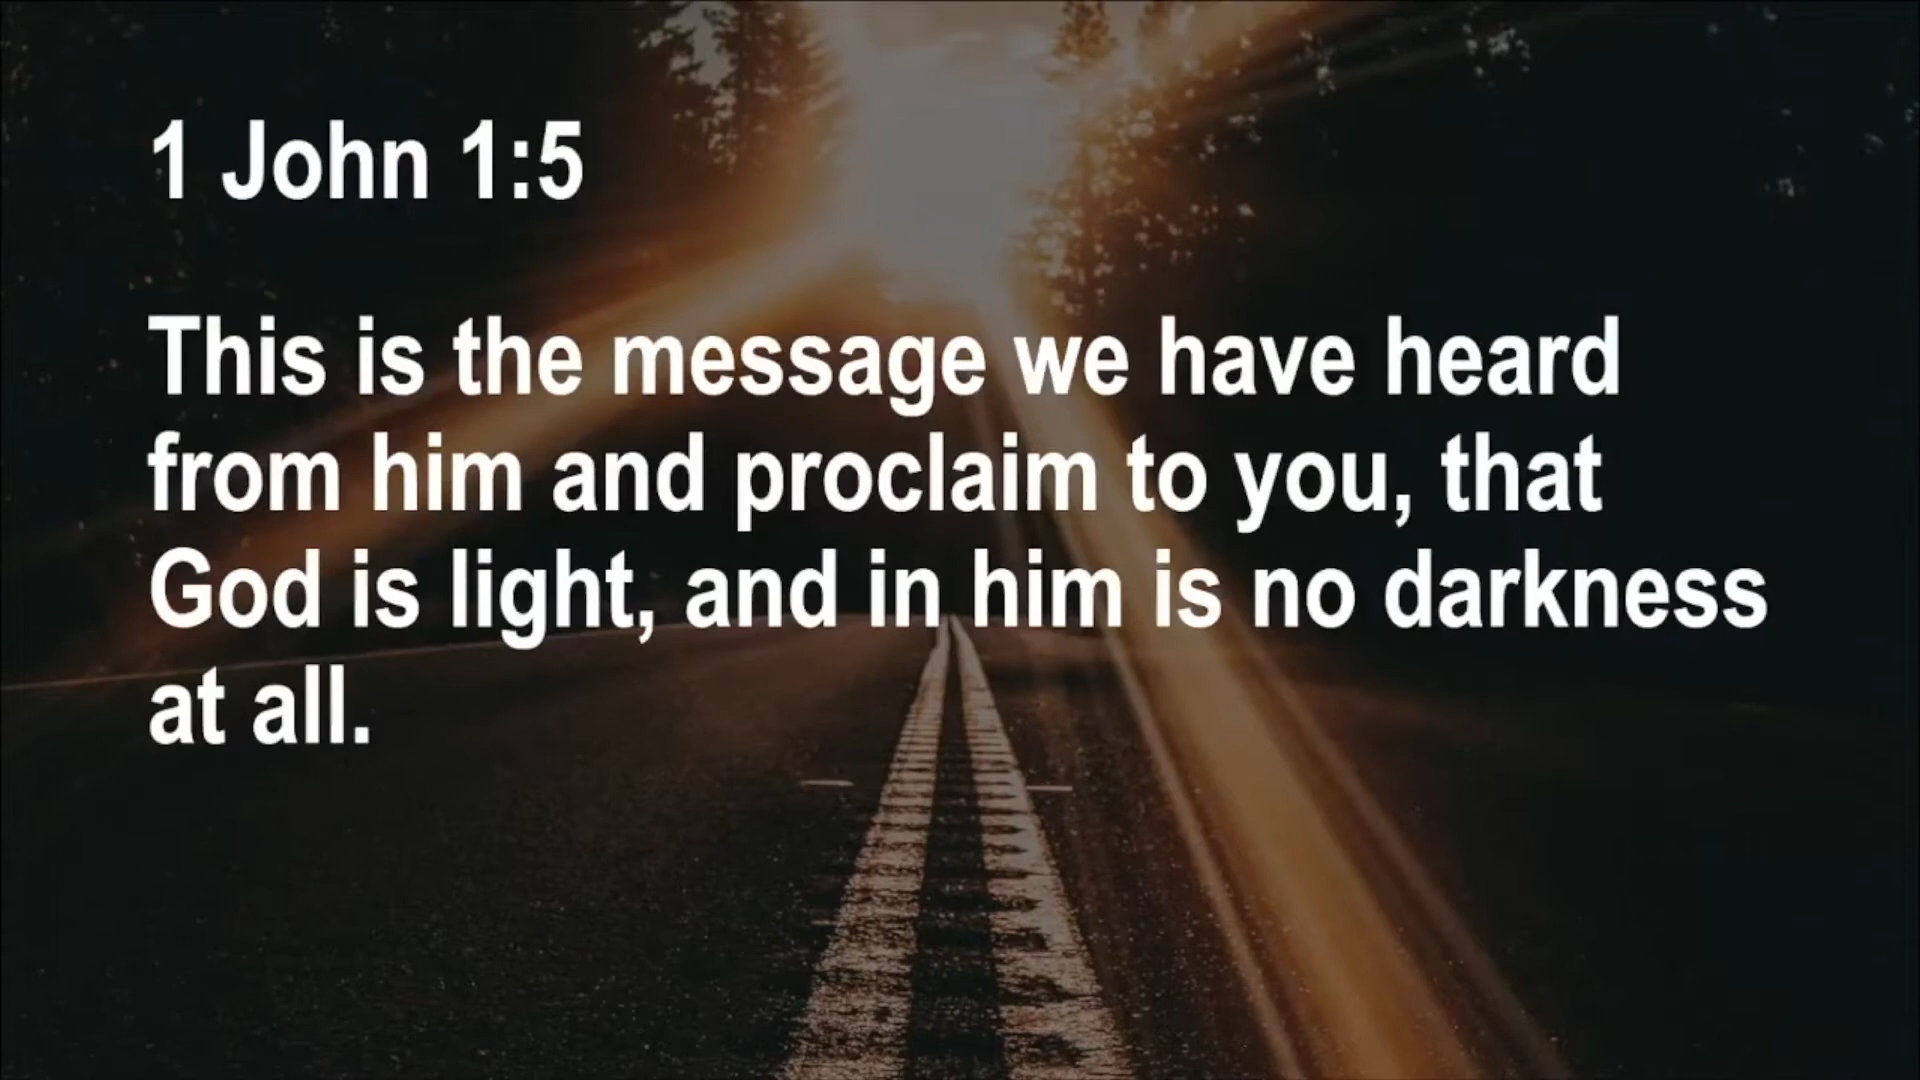 1 John 1:5
This is the message we have heard
from him and proclaim to you, that
God is light, and in him is no darkness
at all.